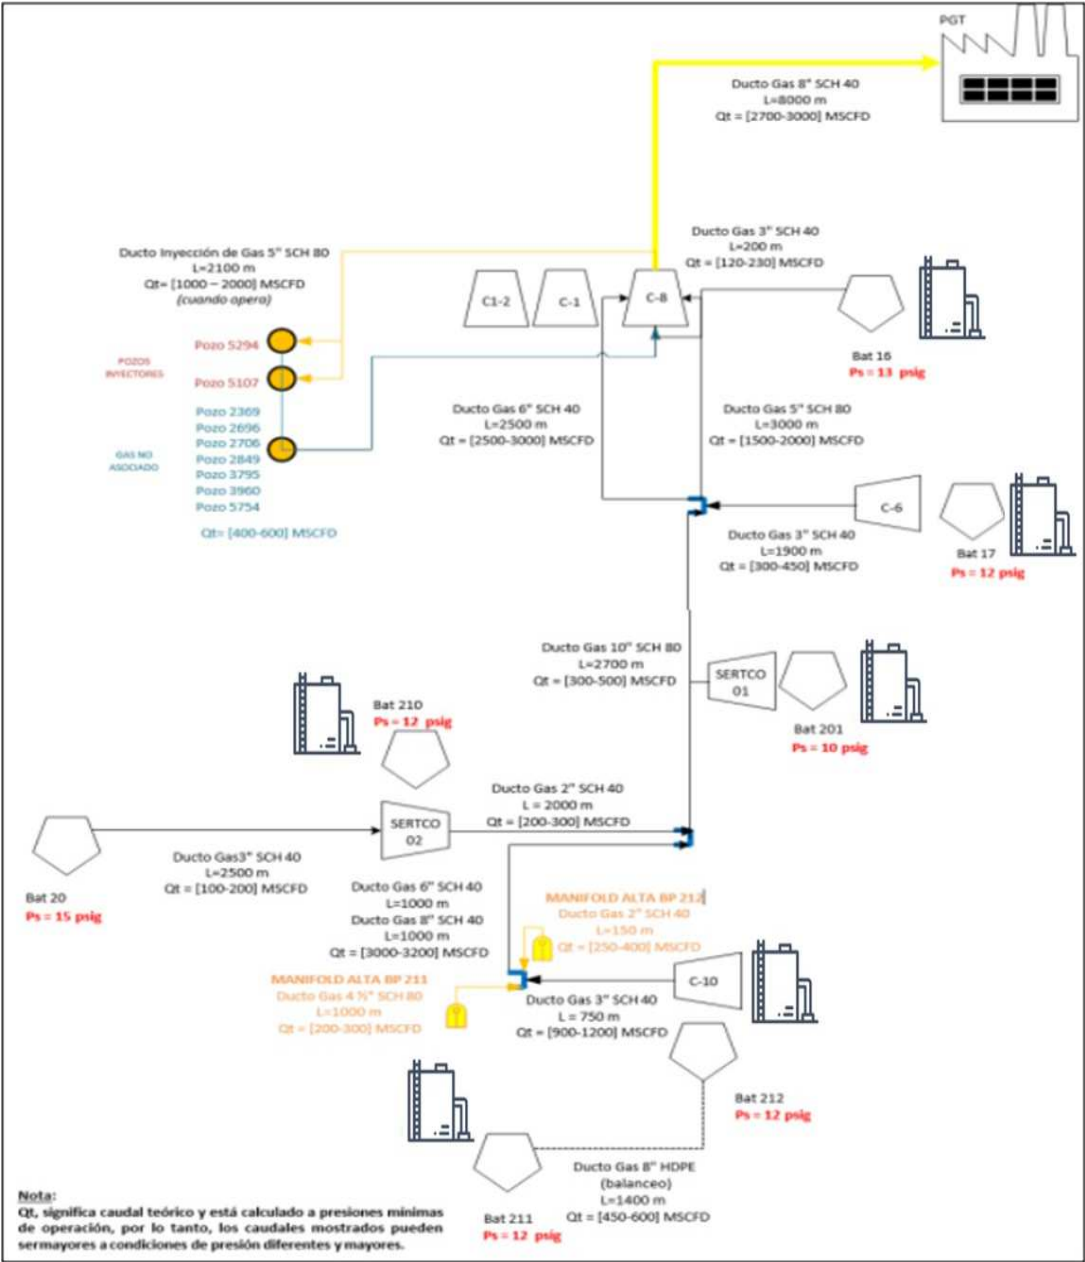 PGT
Ducto Gas 8" SCH 40
L=8000 m
Qt = [2700-3000] MSCFD
Ducto Gas 3" SCH 40
L=200 m
Qt = [120-230] MSCFD
Ducto Inyección de Gas 5" SCH 80
L=2100 m
Qt= [1000 – 2000] MSCFD
(cuando opera)
C1-2
C-1
C-8
Bat 16
Ps = 13 psig
POZOS
INYECTORES
Pozo 5294
Pozo 5107
GAS NO
ASOCIADO
Pozo 2369
Pozo 2696
Pozo 2706
Pozo 2849
Pozo 3795
Pozo 3960
Pozo 5754
Qt= [400-600] MSCFD
Ducto Gas 6" SCH 40
L=2500 m
Qt = [2500-3000] MSCFD
Ducto Gas 5" SCH 80
L=3000 m
Qt = [1500-2000] MSCFD
C-6
Ducto Gas 3" SCH 40
L=1900 m
Qt = [300-450] MSCFD
Bat 17
Ps = 12 psig
Ducto Gas 10" SCH 80
L=2700 m
Qt = [300-500] MSCFD
SERTCO
01
Bat 201
Ps = 10 psig
Bat 210
Ps = 12 psig
Ducto Gas 2" SCH 40
L = 2000 m
Qt = [200-300] MSCFD
SERTCO
02
Ducto Gas3" SCH 40
L=2500 m
Qt = [100-200] MSCFD
Bat 20
Ps = 15 psig
Ducto Gas 6" SCH 40
L=1000 m
Ducto Gas 8" SCH 40
L=1000 m
Qt = [3000-3200] MSCFD
MANIFOLD ALTA BP 212
Ducto Gas 2" SCH 40
L=150 m
Qt = [250-400] MSCFD
MANIFOLD ALTA BP 211
Ducto Gas 4 ½" SCH 80
L=1000 m
Qt = [200-300] MSCFD
C-10
Ducto Gas 3" SCH 40
L = 750 m
Qt = [900-1200] MSCFD
Bat 212
Ps = 12 psig
Ducto Gas 8" HDPE
(balanceo)
L=1400 m
Qt = [450-600] MSCFD
Bat 211
Ps = 12 psig
Nota:
Qt, significa caudal teórico y está calculado a presiones mínimas
de operación, por lo tanto, los caudales mostrados pueden
sermayores a condiciones de presión diferentes y mayores.